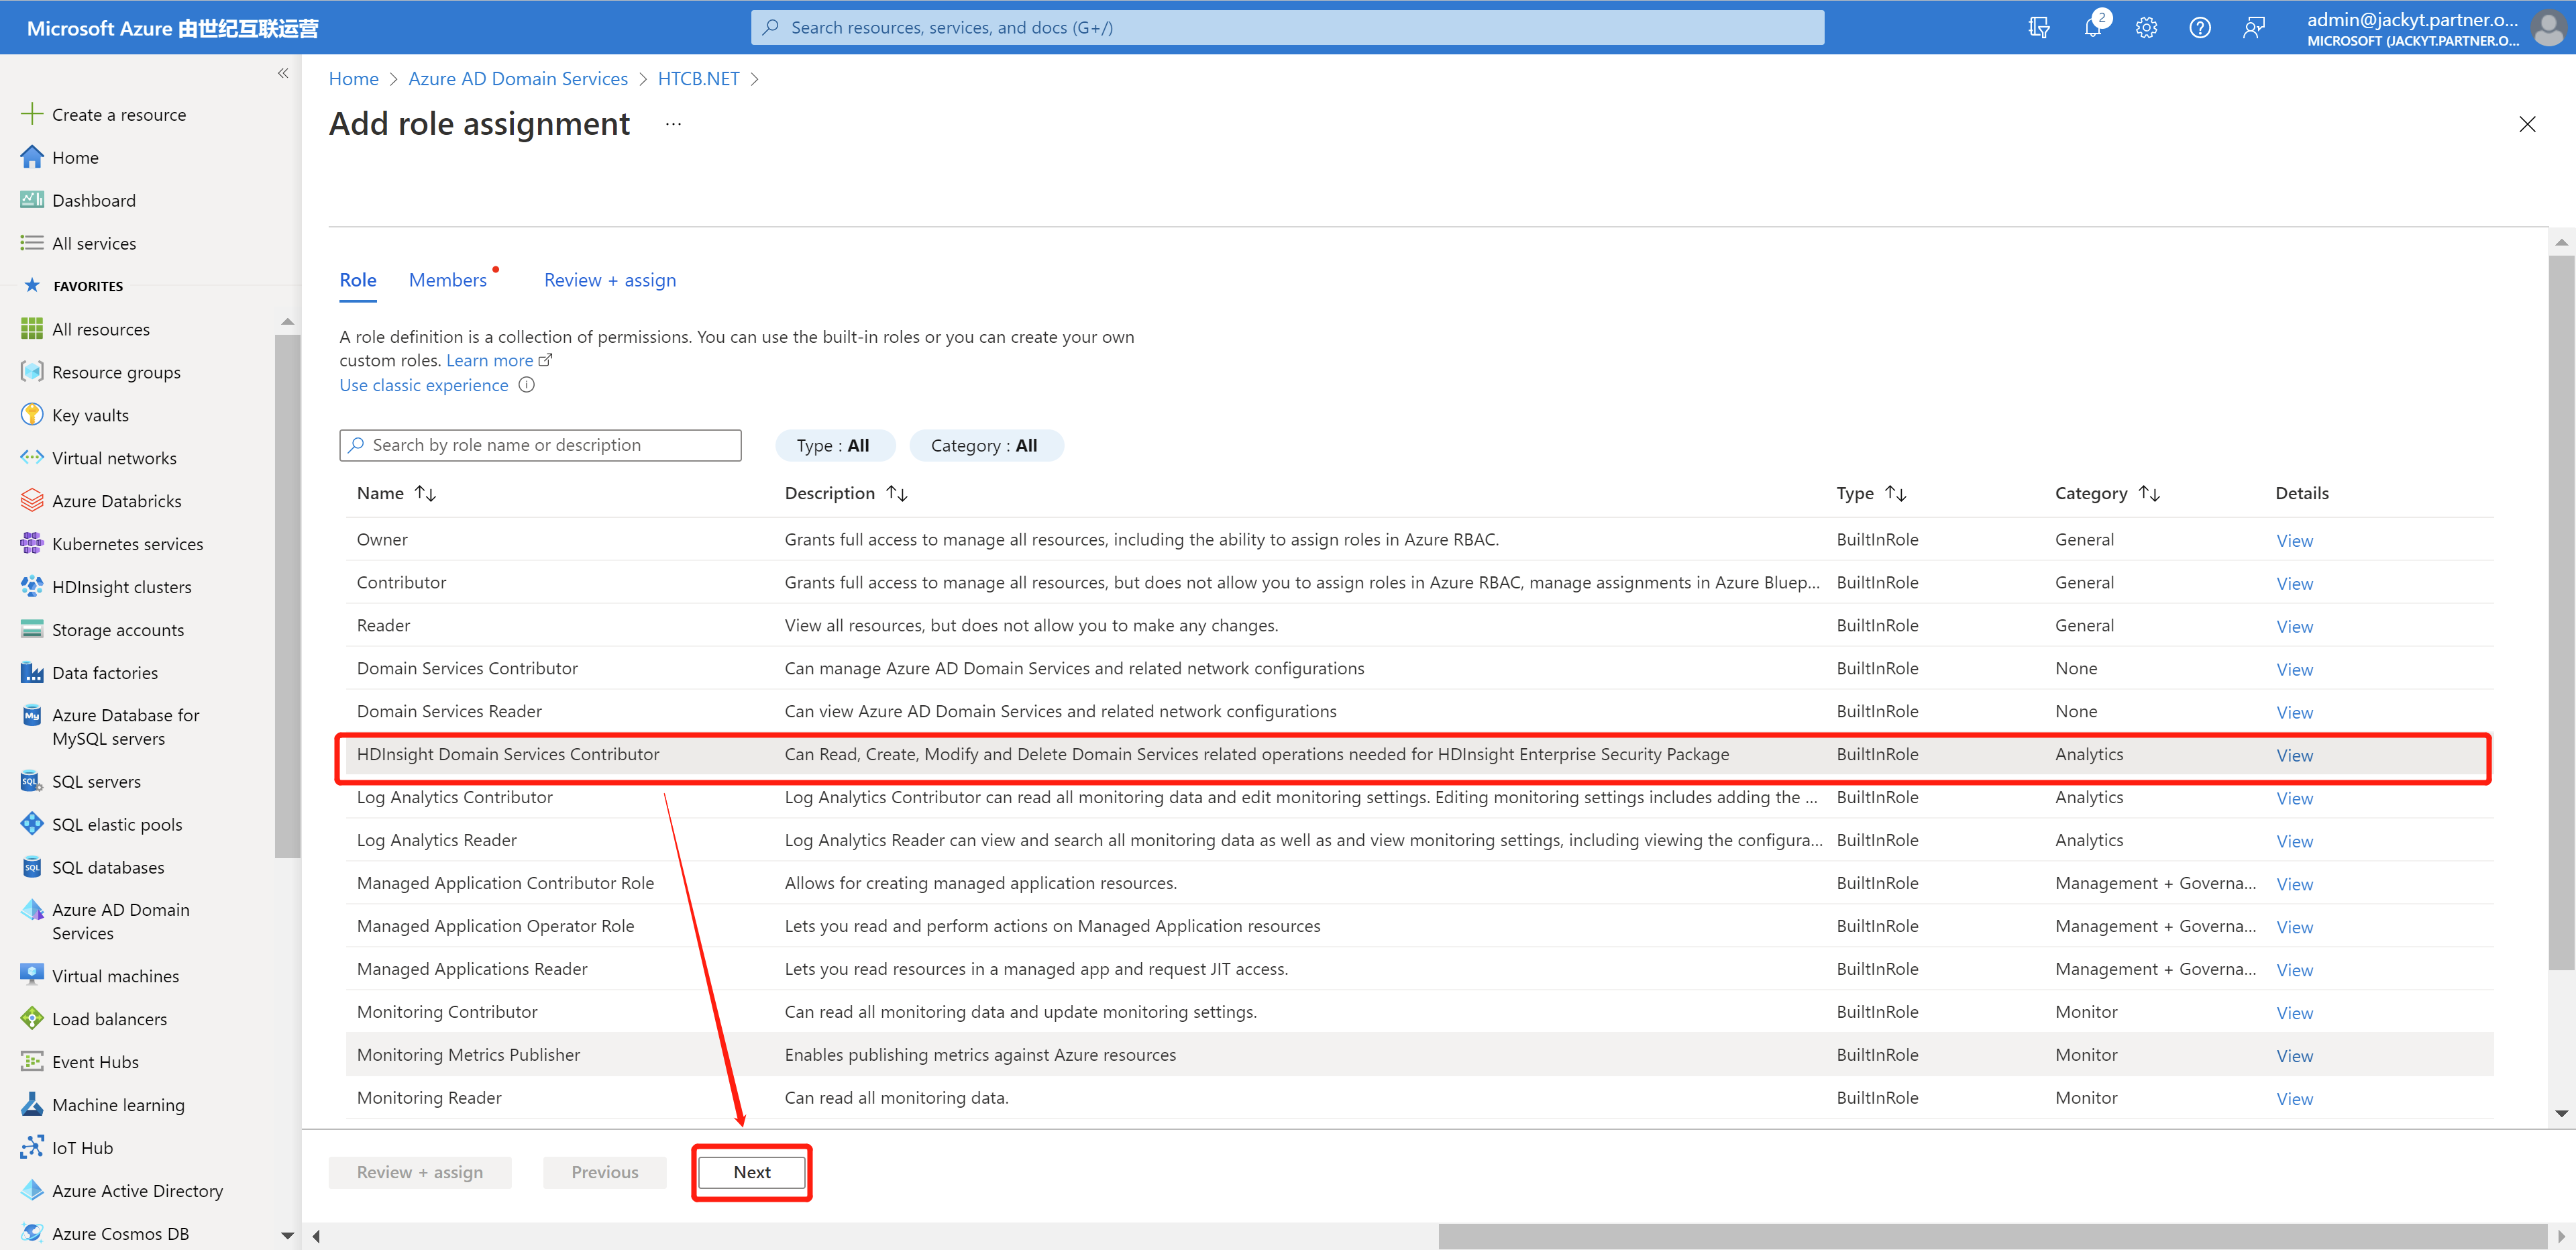 Microsoft Azure 由世纪互联运营
Search resources, services, and docs (G+/)
2
admin@jackyt.partner.o...
MICROSOFT (JACKYT.PARTNER.O...
Create a resource
Home
Dashboard
All services
FAVORITES
All resources
Resource groups
Key vaults
Virtual networks
Azure Databricks
Kubernetes services
HDInsight clusters
Storage accounts
Data factories
Azure Database for
MySQL servers
SQL servers
SQL elastic pools
SQL databases
Azure AD Domain
Services
Virtual machines
Load balancers
Event Hubs
Machine learning
IoT Hub
Azure Active Directory
Azure Cosmos DB
Home > Azure AD Domain Services > HTCB.NET >
Add role assignment ...
Role Members Review + assign
A role definition is a collection of permissions. You can use the built-in roles or you can create your own
custom roles. Learn more
Use classic experience
Search by role name or description Type : All Category : All
Name Description Type Category Details
Owner Grants full access to manage all resources, including the ability to assign roles in Azure RBAC. BuiltInRole General View
Contributor Grants full access to manage all resources, but does not allow you to assign roles in Azure RBAC, manage assignments in Azure Bluep... BuiltInRole General View
Reader View all resources, but does not allow you to make any changes. BuiltInRole General View
Domain Services Contributor Can manage Azure AD Domain Services and related network configurations BuiltInRole None View
Domain Services Reader Can view Azure AD Domain Services and related network configurations BuiltInRole None View
HDInsight Domain Services Contributor Can Read, Create, Modify and Delete Domain Services related operations needed for HDInsight Enterprise Security Package BuiltInRole Analytics View
Log Analytics Contributor Log Analytics Contributor can read all monitoring data and edit monitoring settings. Editing monitoring settings includes adding the ... BuiltInRole Analytics View
Log Analytics Reader Log Analytics Reader can view and search all monitoring data as well as and view monitoring settings, including viewing the configura... BuiltInRole Analytics View
Managed Application Contributor Role Allows for creating managed application resources. BuiltInRole Management + Governa... View
Managed Application Operator Role Lets you read and perform actions on Managed Application resources BuiltInRole Management + Governa... View
Managed Applications Reader Lets you read resources in a managed app and request JIT access. BuiltInRole Management + Governa... View
Monitoring Contributor Can read all monitoring data and update monitoring settings. BuiltInRole Monitor View
Monitoring Metrics Publisher Enables publishing metrics against Azure resources BuiltInRole Monitor View
Monitoring Reader Can read all monitoring data. BuiltInRole Monitor View
Review + assign Previous Next